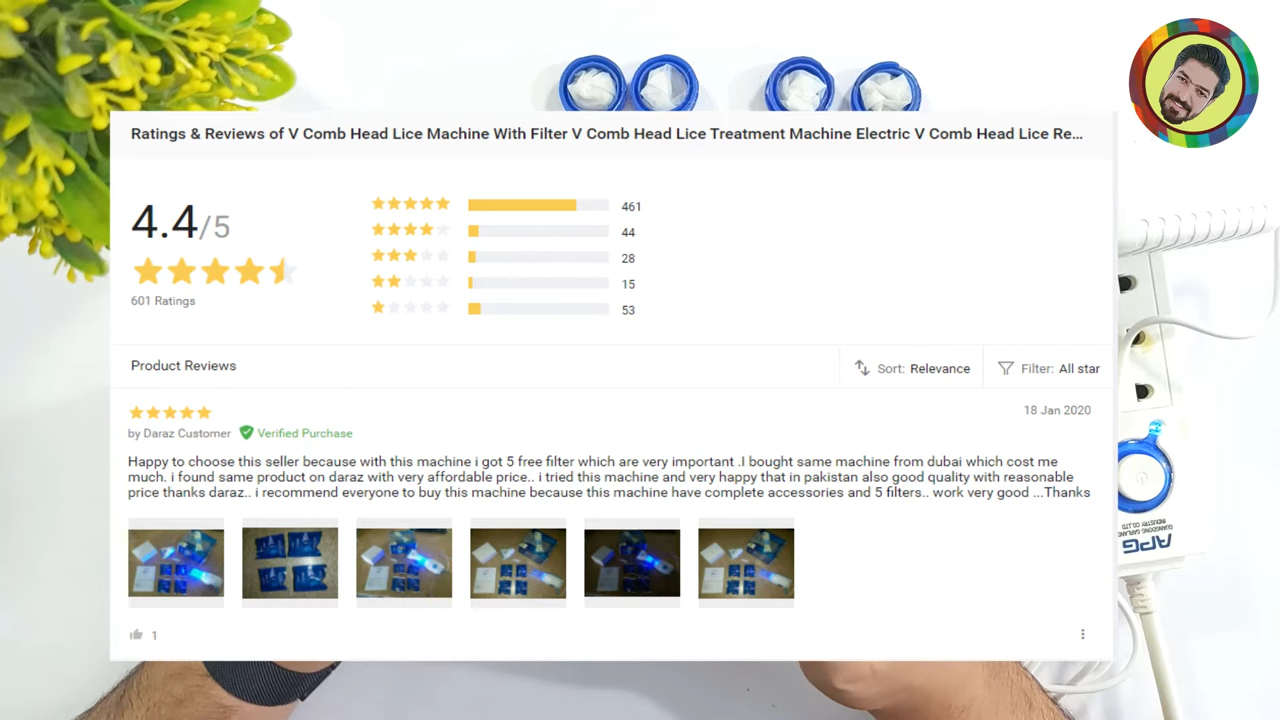 Ratings & Reviews of V Comb Head Lice Machine With Filter V Comb Head Lice Treatment Machine Electric V Comb Head Lice Re...
4.4/5
601 Ratings
461
44
28
15
53
Product Reviews
Sort: Relevance
Filter: All star
18 Jan 2020
by Daraz Customer
Verified Purchase
Happy to choose this seller because with this machine i got 5 free filter which are very important .I bought same machine from dubai which cost me
much. i found same product on daraz with very affordable price.. i tried this machine and very happy that in pakistan also good quality with reasonable
price thanks daraz.. i recommend everyone to buy this machine because this machine have complete accessories and 5 filters.. work very good ...Thanks
1
APG
GUANGDONG GARLAND
INDUSTRY CO.,LTD